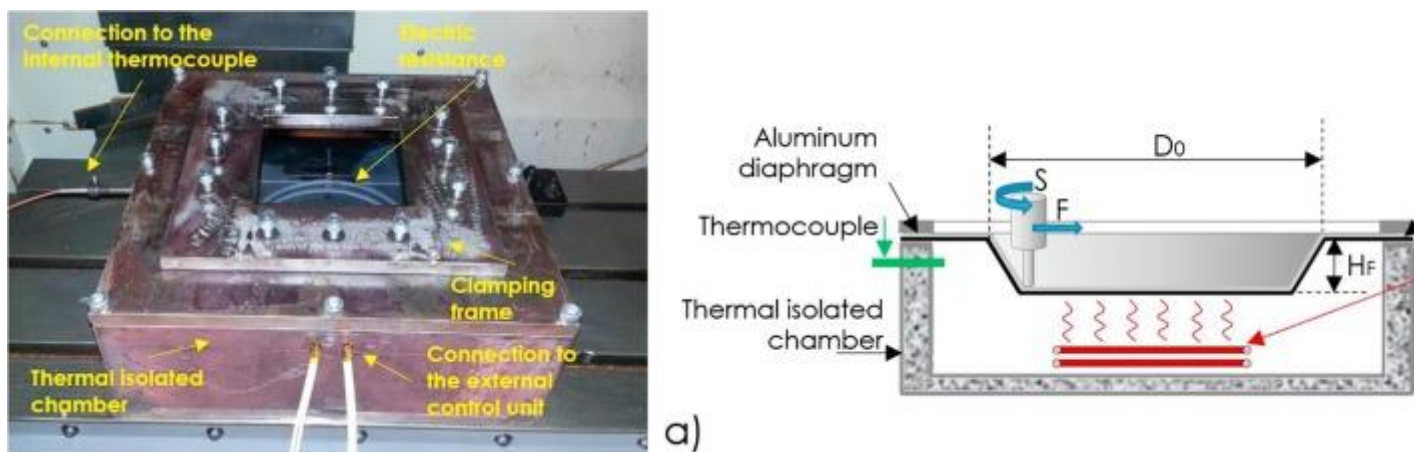 Connection to the
internal thermocouple
Electric
resistance
Clamping
frame
Thermal isolated
chamber
Connection to
the external
control unit
a)
Aluminum
diaphragm
Thermocouple
Thermal isolated
chamber
D0
S
F
HF